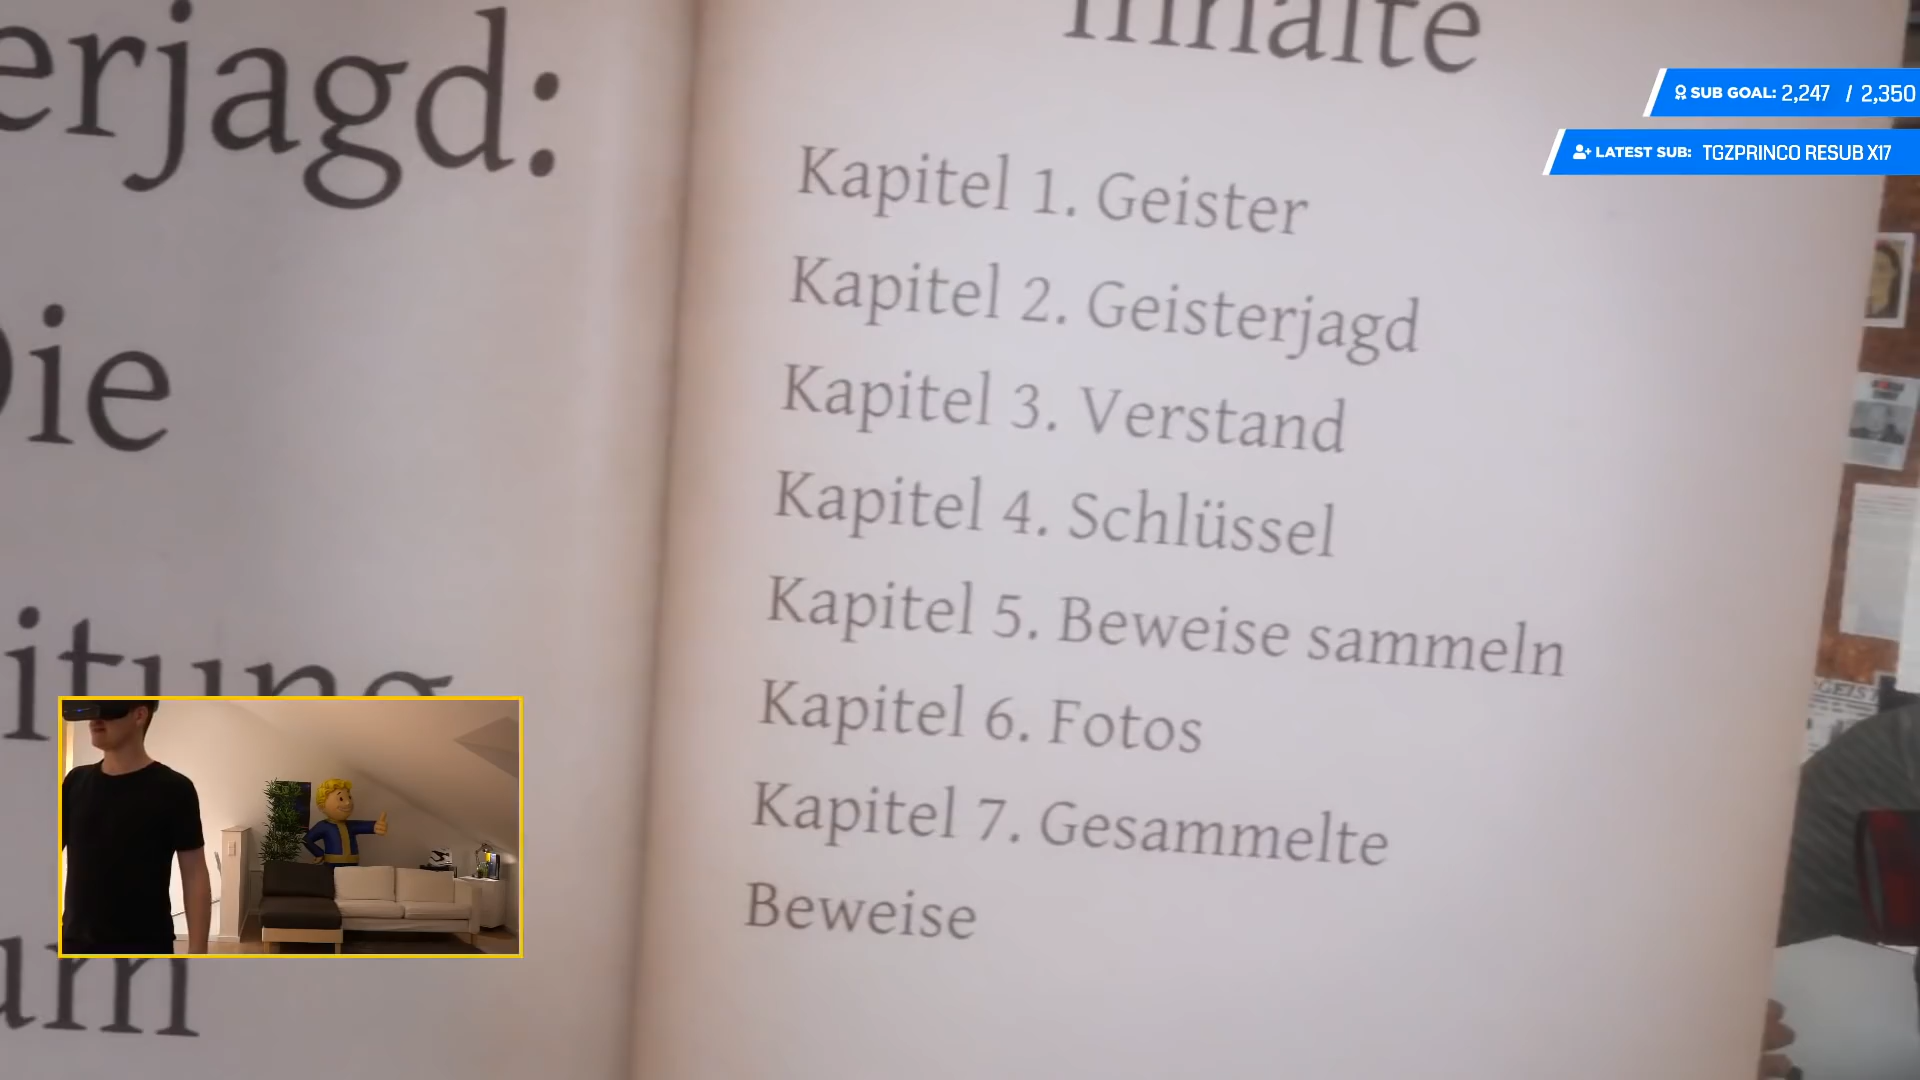 erjagd:
Die
itung
um
Inhalte
Kapitel 1. Geister
Kapitel 2. Geisterjagd
Kapitel 3. Verstand
Kapitel 4. Schlüssel
Kapitel 5. Beweise sammeln
Kapitel 6. Fotos
Kapitel 7. Gesammelte
Beweise
SUB GOAL: 2,247 / 2,350
LATEST SUB: TGZPRINCO RESUB X17
GEIST